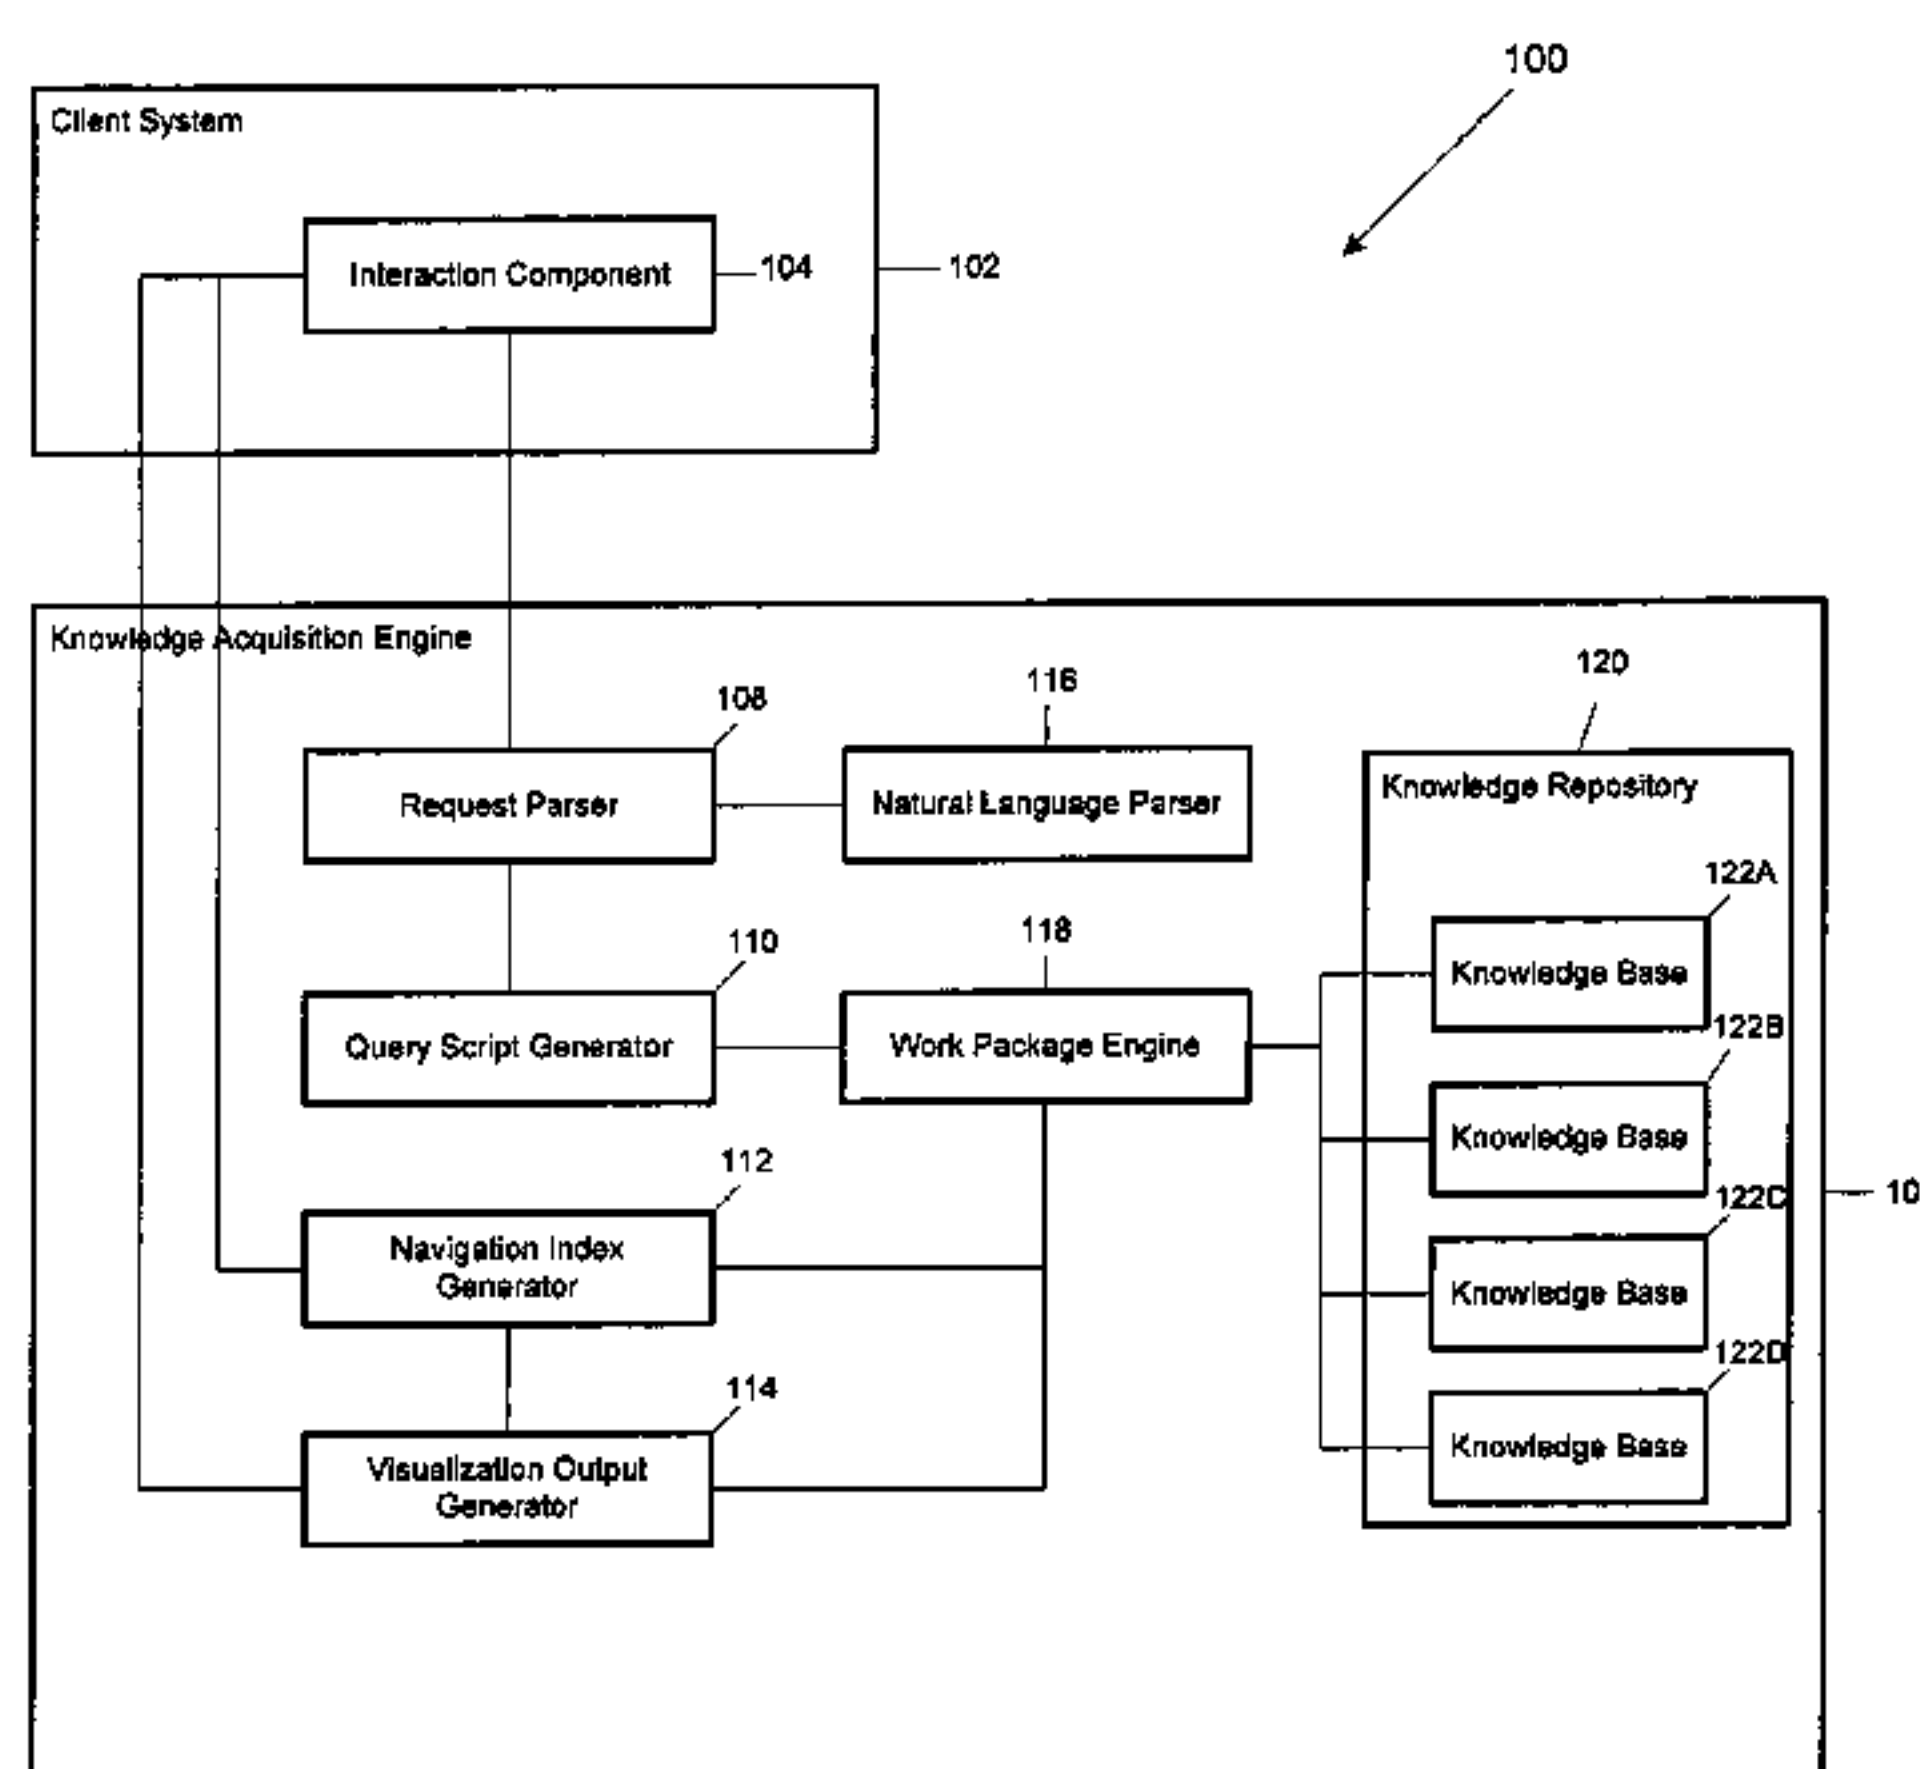 100
Client System
Interaction Component
104
102
Knowledge Acquisition Engine
108
116
120
Request Parser
Natural Language Parser
Knowledge Repository
122A
110
118
Knowledge Base
122B
Query Script Generator
Work Package Engine
Knowledge Base
112
122C
10
Navigation Index
Generator
Knowledge Base
122D
114
Visualization Output
Generator
Knowledge Base